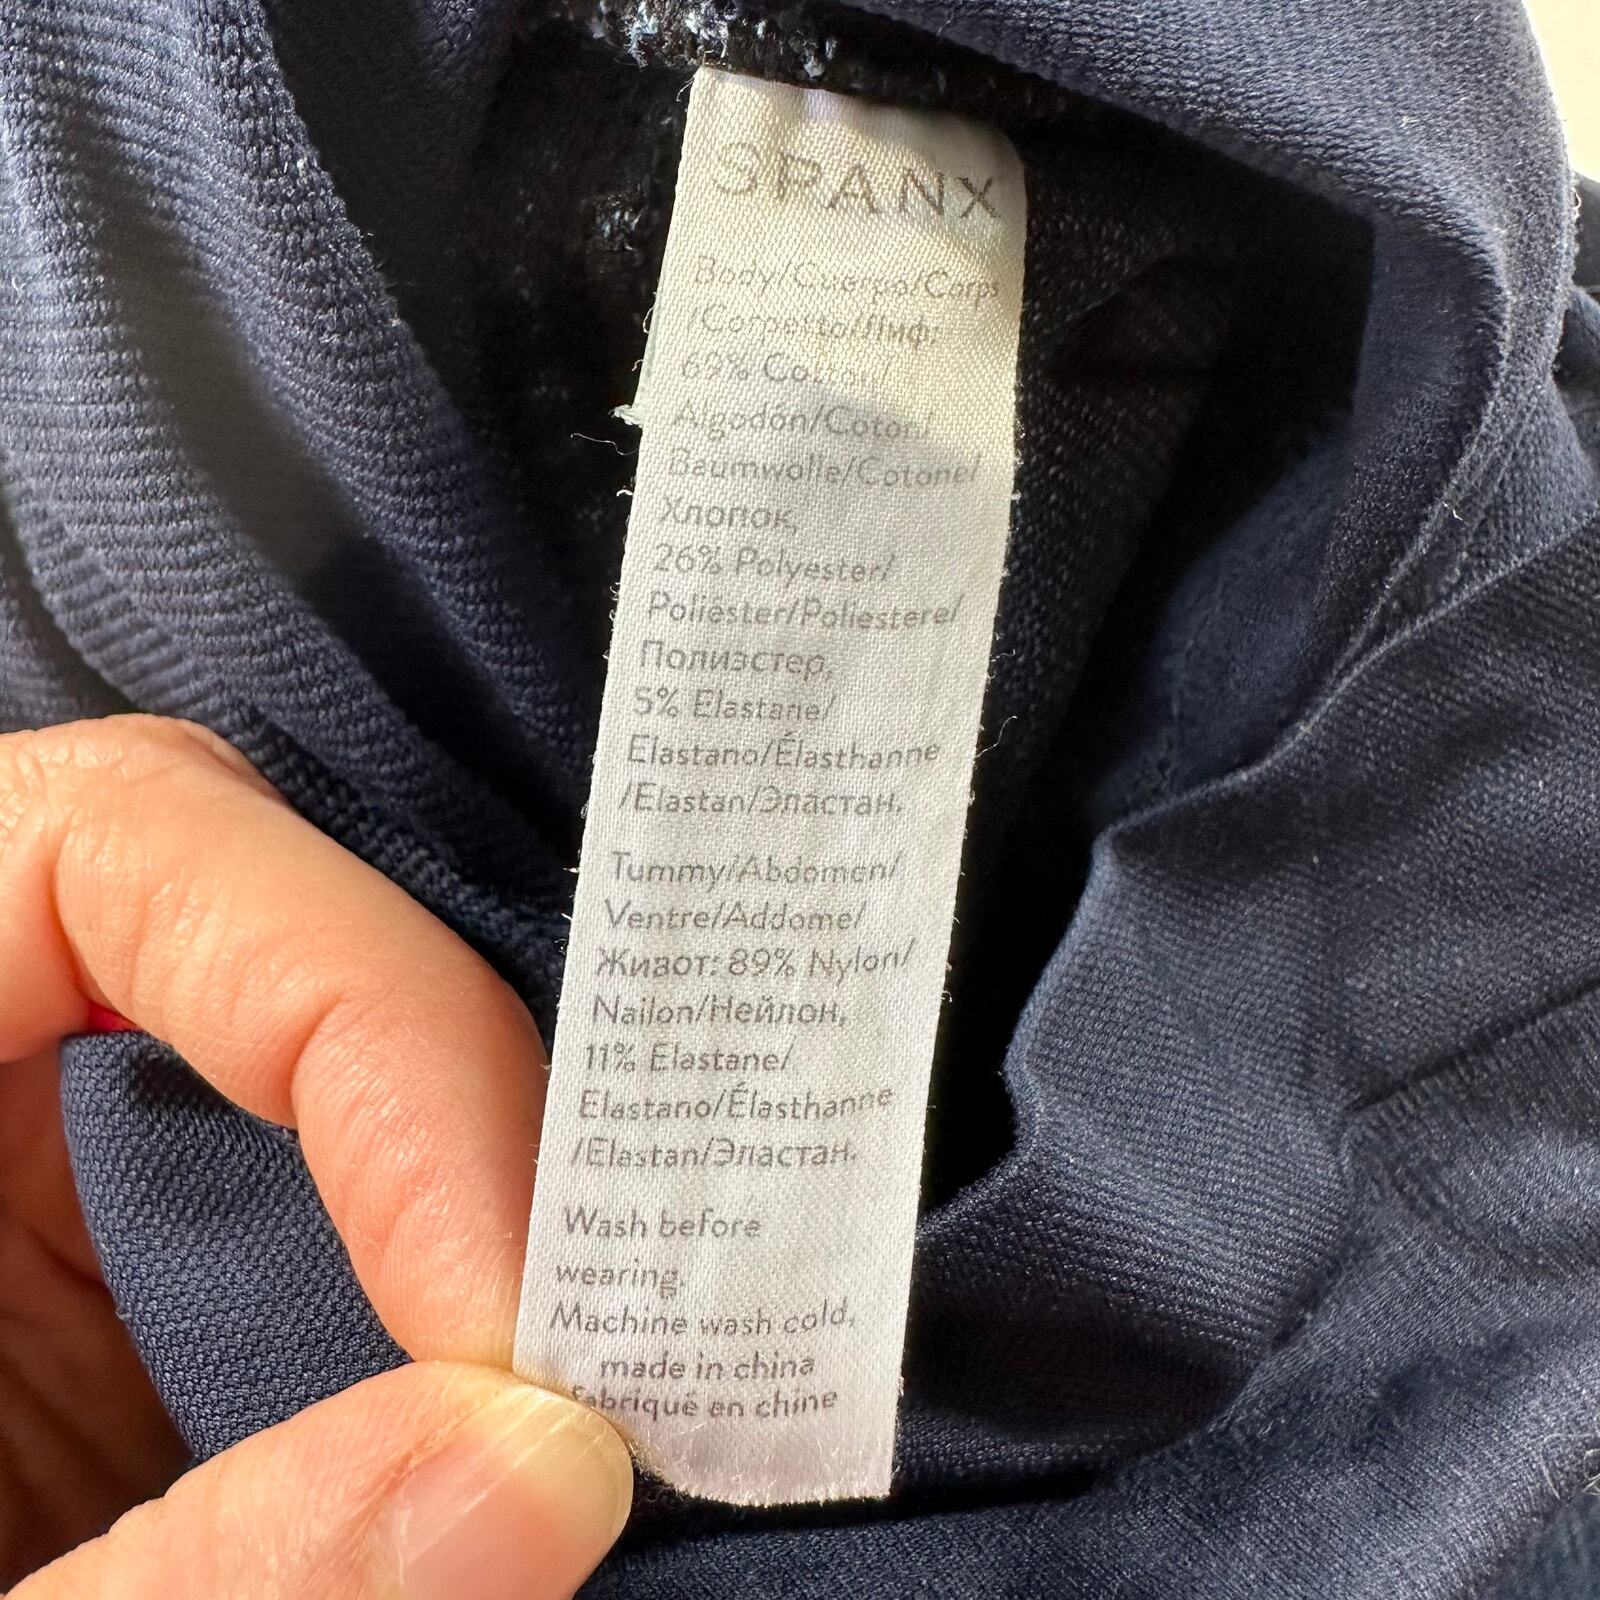 SPANX
Body/Cuerpo/Corps
/Corpetto/Лиф:
69% Cotton/
Algodón/Coton/
Baumwolle/Cotone/
Хлопок,
26% Polyester/
Poliéster/Poliestere/
Полиэстер,
5% Elastane/
Elastano/Élasthanne
/Elastan/Эластан.
Tummy/Abdomen/
Ventre/Addome/
Живот: 89% Nylon/
Nailon/Нейлон,
11% Elastane/
Elastano/Élasthanne
/Elastan/Эластан.
Wash before
wearing.
Machine wash cold,
made in china
fabriqué en chine